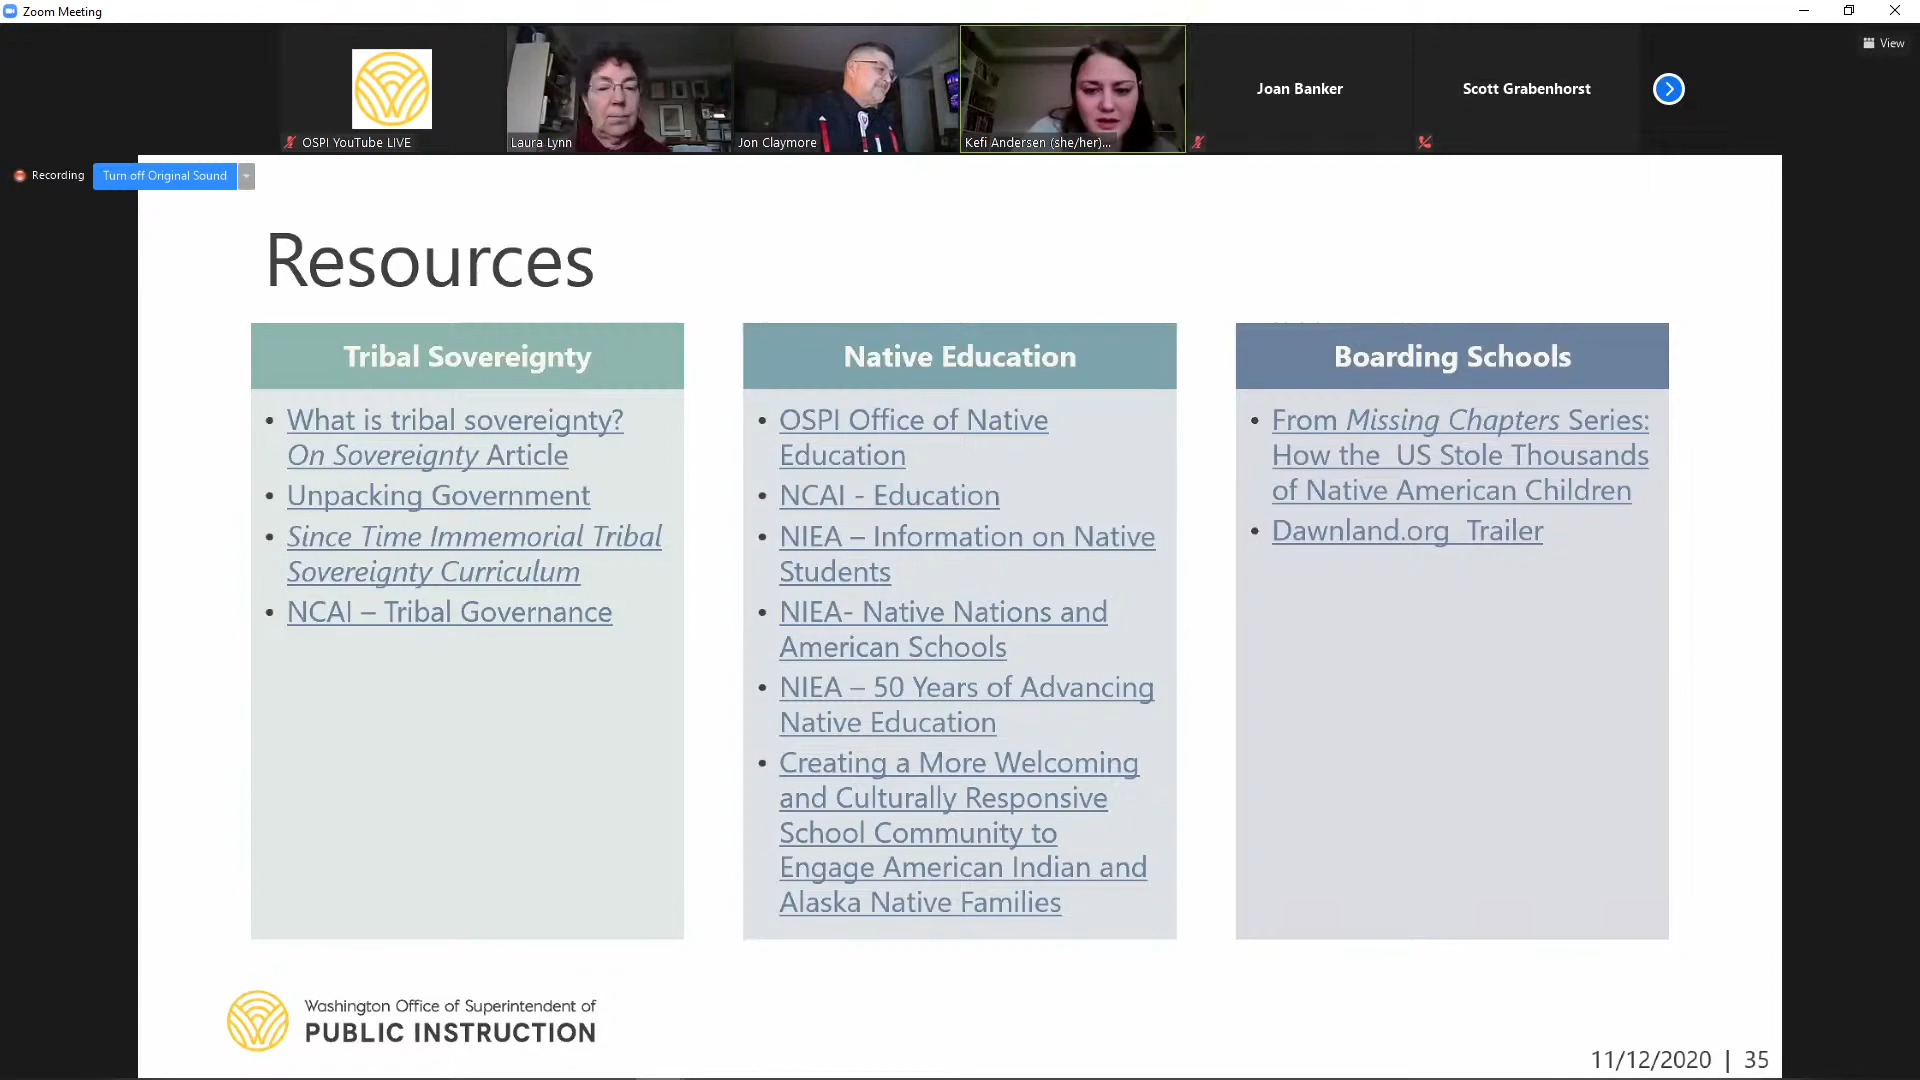 Zoom Meeting
View
OSPI YouTube LIVE
Laura Lynn
Jon Claymore
Kefi Andersen (she/her)...
Joan Banker
Scott Grabenhorst
Recording
Turn off Original Sound
Resources
Tribal Sovereignty
• What is tribal sovereignty?
On Sovereignty Article
• Unpacking Government
• Since Time Immemorial Tribal
Sovereignty Curriculum
• NCAI – Tribal Governance
Native Education
• OSPI Office of Native
Education
• NCAI - Education
• NIEA – Information on Native
Students
• NIEA- Native Nations and
American Schools
• NIEA – 50 Years of Advancing
Native Education
• Creating a More Welcoming
and Culturally Responsive
School Community to
Engage American Indian and
Alaska Native Families
Boarding Schools
• From Missing Chapters Series:
How the  US Stole Thousands
of Native American Children
• Dawnland.org  Trailer
Washington Office of Superintendent of
PUBLIC INSTRUCTION
11/12/2020 | 35